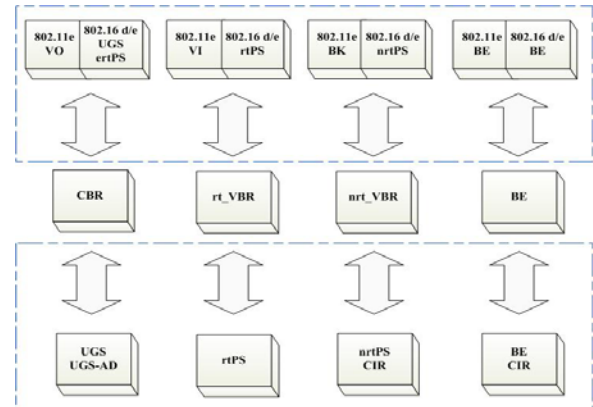 802.11e
VO
802.16 d/e
UGS
ertPS
802.11e
VI
802.16 d/e
rtPS
802.11e
BK
802.16 d/e
nrtPS
802.11e
BE
802.16 d/e
BE
CBR
rt_VBR
nrt_VBR
BE
UGS
UGS-AD
rtPS
nrtPS
CIR
BE
CIR